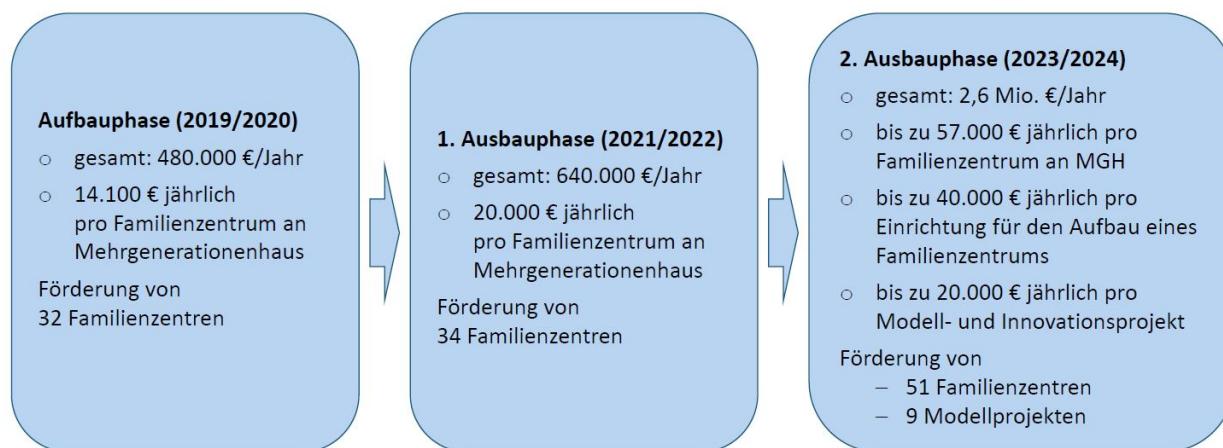 Aufbauphase (2019/2020)
○ gesamt: 480.000 €/Jahr
○ 14.100 € jährlich
pro Familienzentrum an
Mehrgenerationenhaus
Förderung von
32 Familienzentren
1. Ausbauphase (2021/2022)
○ gesamt: 640.000 €/Jahr
○ 20.000 € jährlich
pro Familienzentrum an
Mehrgenerationenhaus
Förderung von
34 Familienzentren
2. Ausbauphase (2023/2024)
○ gesamt: 2,6 Mio. €/Jahr
○ bis zu 57.000 € jährlich pro
Familienzentrum an MGH
○ bis zu 40.000 € jährlich pro
Einrichtung für den Aufbau eines
Familienzentrums
○ bis zu 20.000 € jährlich pro
Modell- und Innovationsprojekt
Förderung von
– 51 Familienzentren
– 9 Modellprojekten